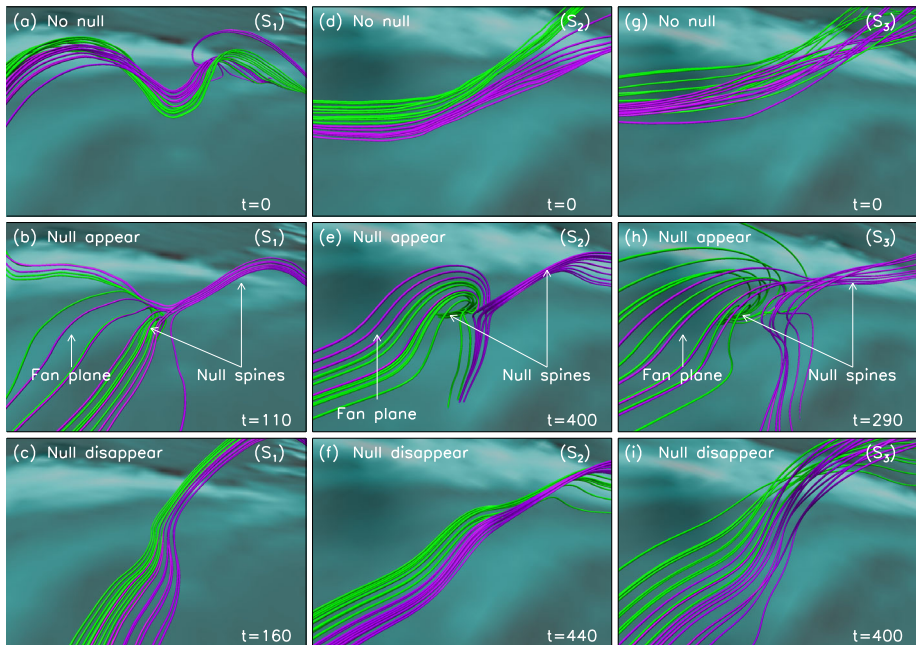 (a) No null (S₁)
t=0
(d) No null (S₂)
t=0
(g) No null (S₃)
t=0
(b) Null appear (S₁)
Fan plane
Null spines
t=110
(e) Null appear (S₂)
Null spines
Fan plane
t=400
(h) Null appear (S₃)
Fan plane
Null spines
t=290
(c) Null disappear (S₁)
t=160
(f) Null disappear (S₂)
t=440
(i) Null disappear (S₃)
t=400